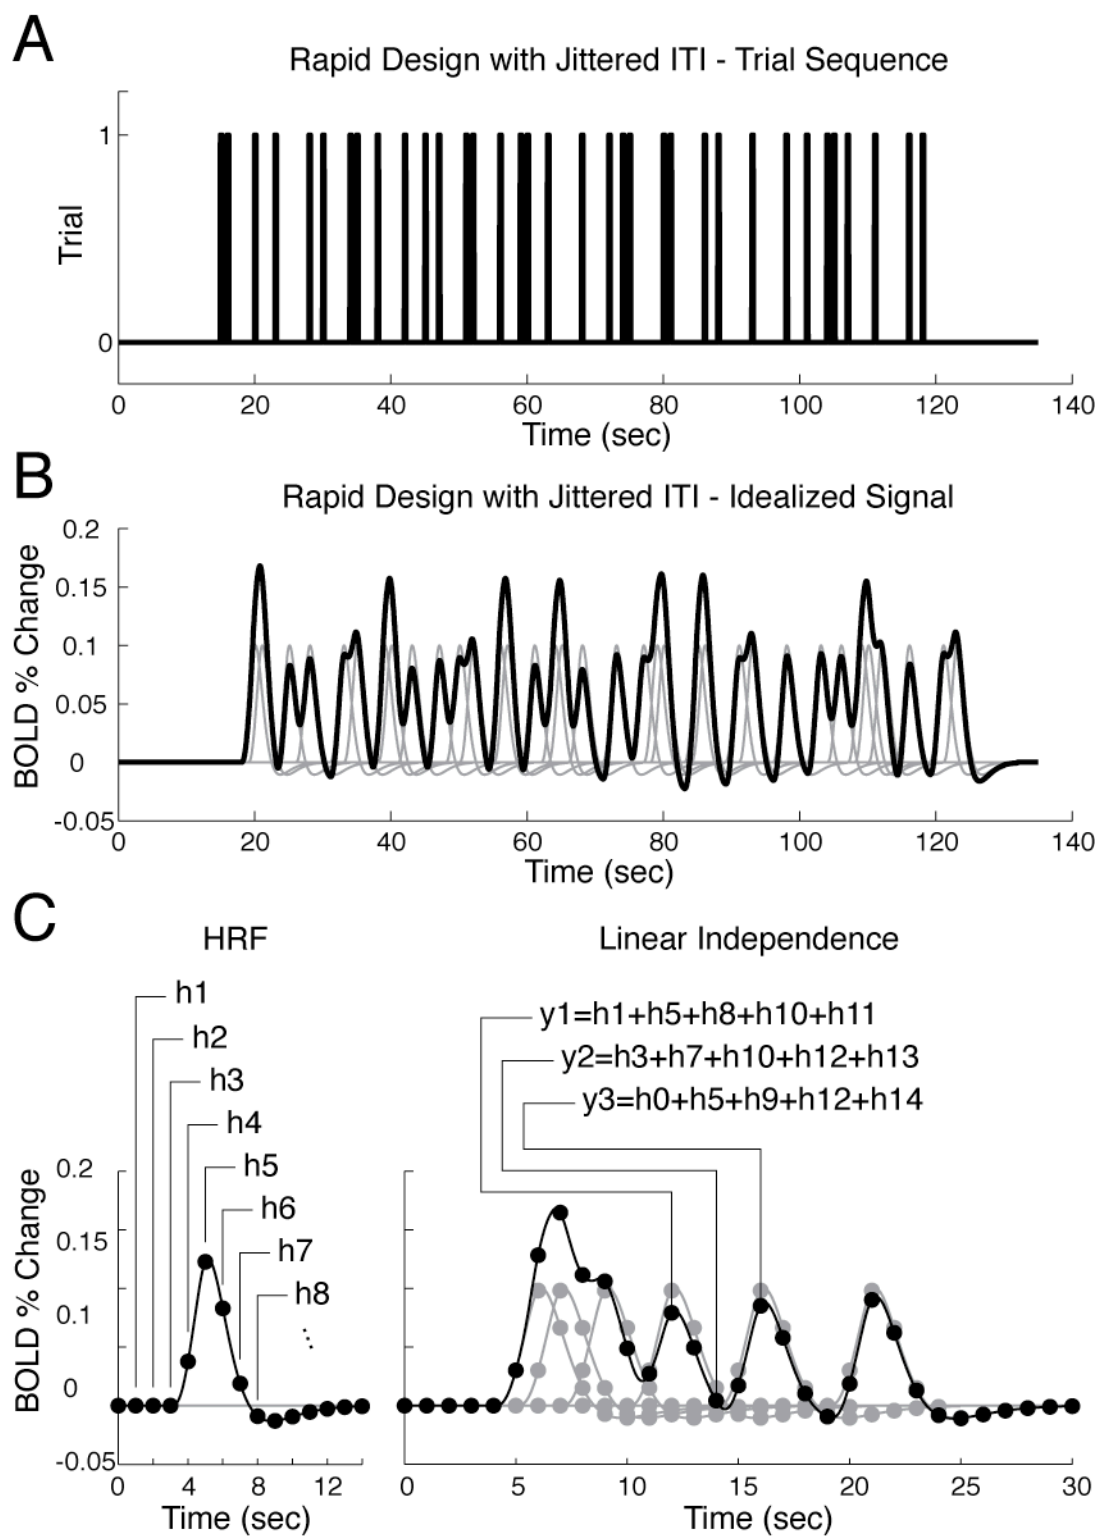 A
Rapid Design with Jittered ITI - Trial Sequence
1
Trial
0
0 20 40 60 80 100 120 140
Time (sec)
B
Rapid Design with Jittered ITI - Idealized Signal
0.2
0.15
0.1
0.05
0
-0.05
BOLD % Change
0 20 40 60 80 100 120 140
Time (sec)
C
HRF
h1
h2
h3
h4
h5
h6
h7
h8
0.2
0.15
0.1
0
-0.05
BOLD % Change
0 4 8 12
Time (sec)
Linear Independence
y1=h1+h5+h8+h10+h11
y2=h3+h7+h10+h12+h13
y3=h0+h5+h9+h12+h14
0 5 10 15 20 25 30
Time (sec)